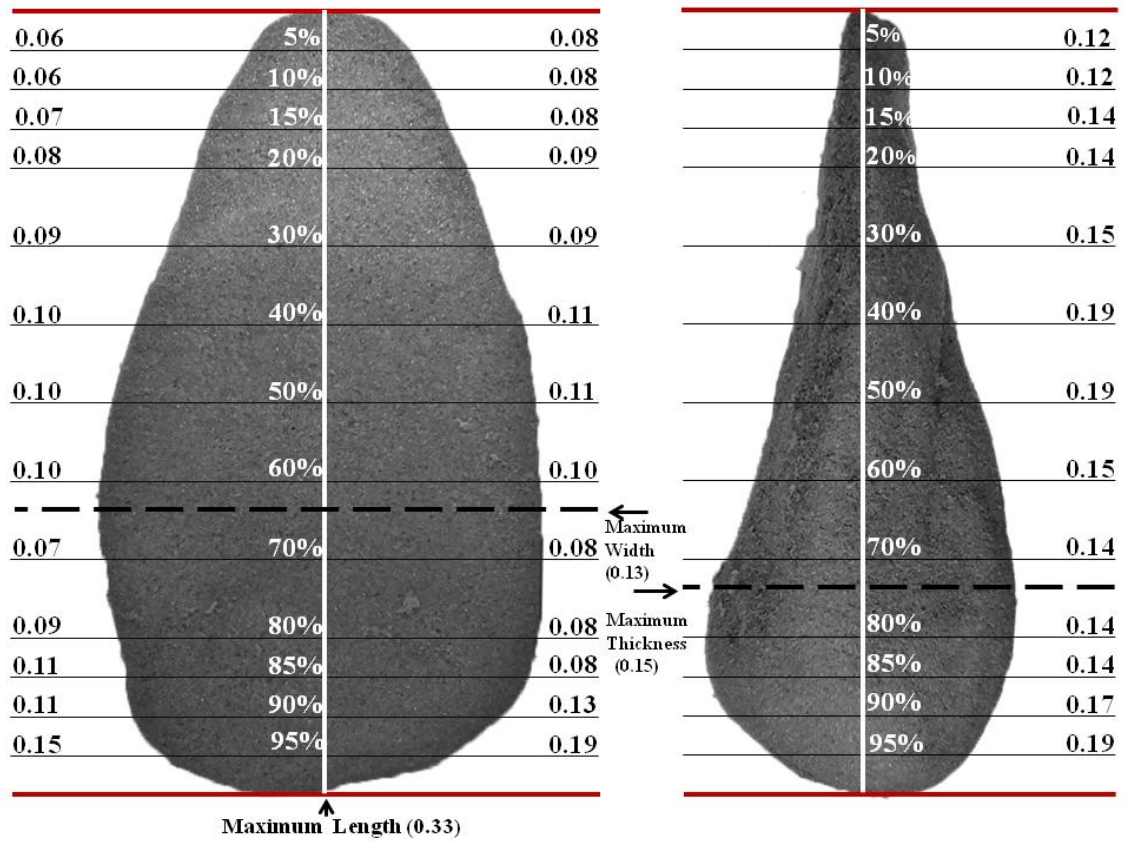 0.06 5% 0.08 5% 0.12
0.06 10% 0.08 10% 0.12
0.07 15% 0.08 15% 0.14
0.08 20% 0.09 20% 0.14
0.09 30% 0.09 30% 0.15
0.10 40% 0.11 40% 0.19
0.10 50% 0.11 50% 0.19
0.10 60% 0.10 60% 0.15
Maximum
Width
(0.13)
0.07 70% 0.08 70% 0.14
Maximum
Thickness
(0.15)
0.09 80% 0.08 80% 0.14
0.11 85% 0.08 85% 0.14
0.11 90% 0.13 90% 0.17
0.15 95% 0.19 95% 0.19
Maximum Length (0.33)